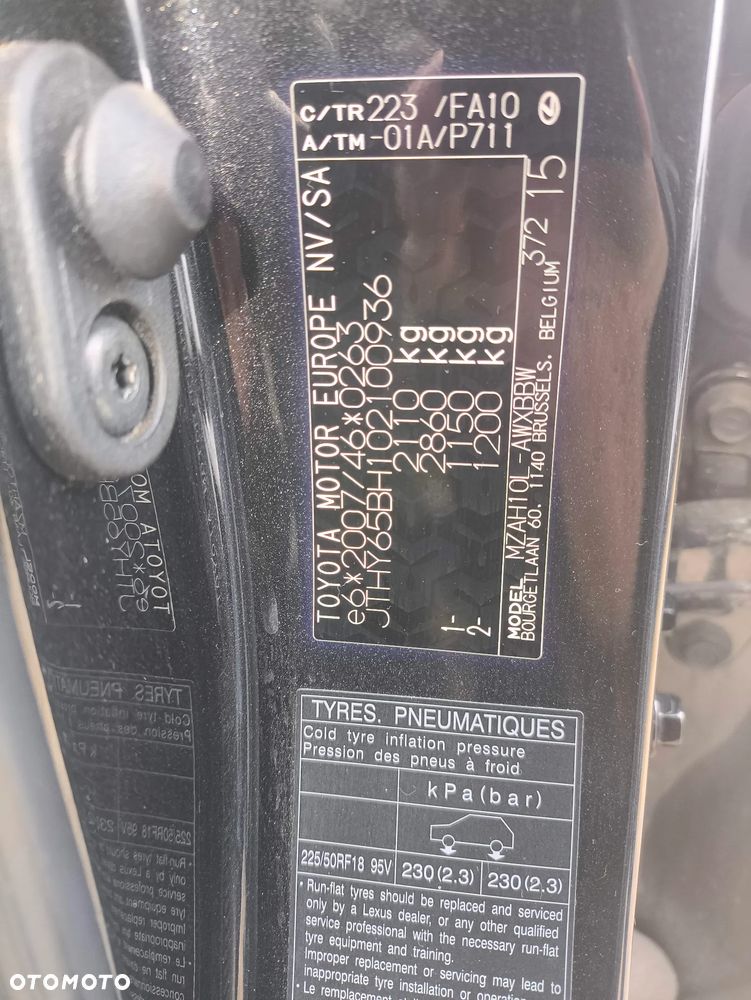 C/TR 223 /FA10
A/TM -01A/P711
TOYOTA MOTOR EUROPE NV/SA
e6*2007/46*0263
JTHY65BH102100936
2110 kg
2860 kg
1- 1150 kg
2- 1200 kg
MODEL MZAH10L-AWXBBW
BOURGETLAAN 60. 1140 BRUSSELS. BELGIUM
372 15
TYRES. PNEUMATIQUES
Cold tyre inflation pressure
Pression des pneus à froid
kPa (bar)
225/50RF18 95V 230 (2.3) 230 (2.3)
• Run-flat tyres should be replaced and serviced
only by a Lexus dealer, or any other qualified
service professional with the necessary run-flat
tyre equipment and training.
Improper replacement or servicing may lead to
inappropriate tyre installation or
• Le remplacement
OTOMOTO